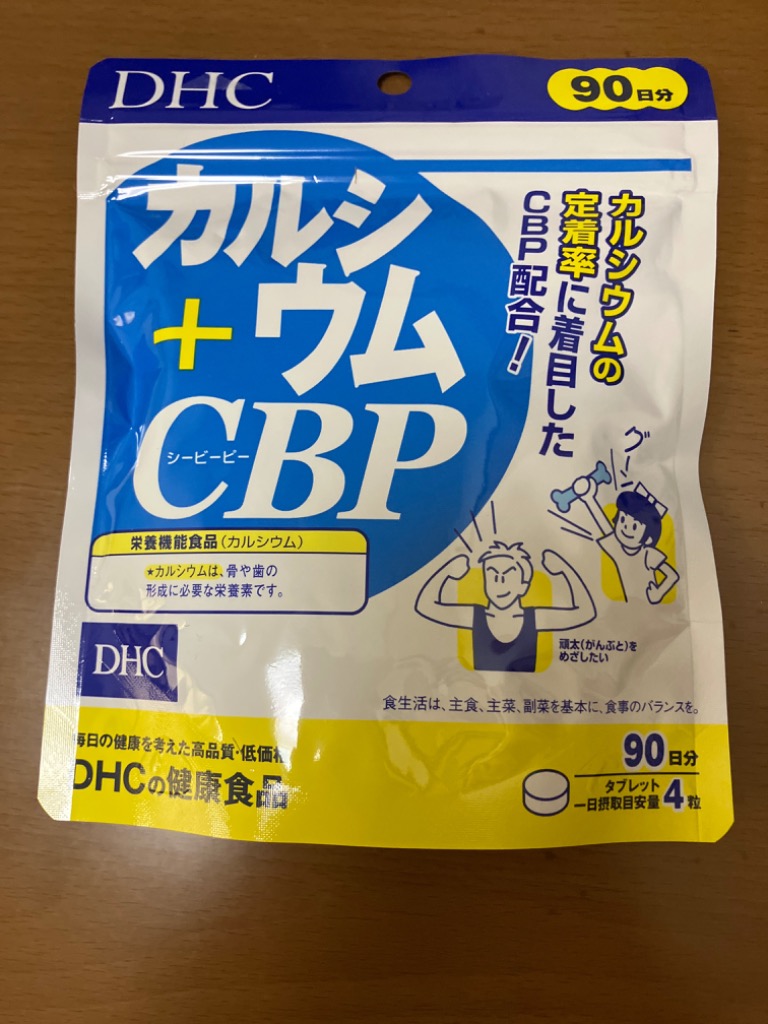 DHC
90日分
カルシ
+ウム
CBP
シービーピー
カルシウムの
定着率に着目した
CBP配合!
グーン
栄養機能食品(カルシウム)
★カルシウムは、骨や歯の
形成に必要な栄養素です。
頑太(がんぶと)を
めざしたい
DHC
食生活は、主食、主菜、副菜を基本に、食事のバランスを。
毎日の健康を考えた高品質・低価格
DHCの健康食品
90日分
タブレット
一日摂取目安量4粒